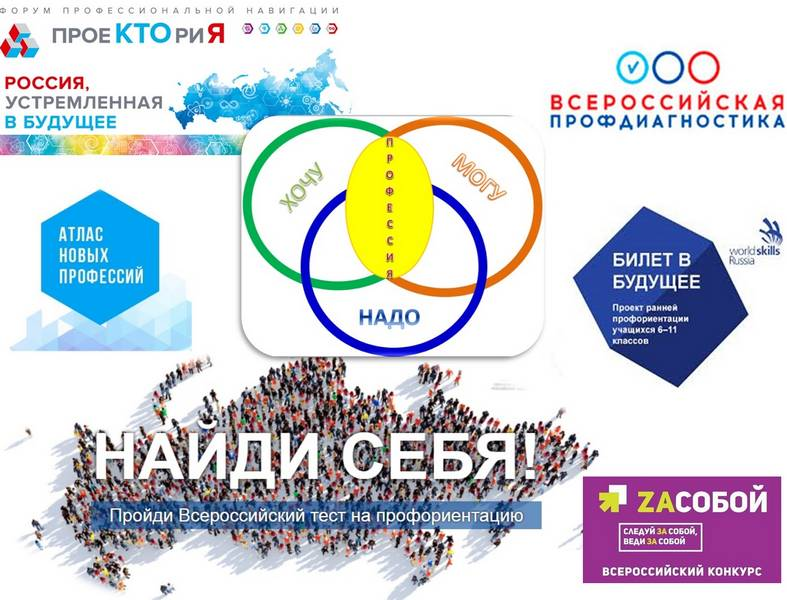 ФОРУМ ПРОФЕССИОНАЛЬНОЙ НАВИГАЦИИ
ПРОЕКТОРИЯ
РОССИЯ,
УСТРЕМЛЕННАЯ
В БУДУЩЕЕ
ВСЕРОССИЙСКАЯ
ПРОФДИАГНОСТИКА
ХОЧУ
ПРОФЕССИЯ
МОГУ
НАДО
АТЛАС
НОВЫХ
ПРОФЕССИЙ
worldskills
Russia
БИЛЕТ В
БУДУЩЕЕ
Проект ранней
профориентации
учащихся 6–11
классов
НАЙДИ СЕБЯ!
Пройди Всероссийский тест на профориентацию
ZАСОБОЙ
СЛЕДУЙ ЗА СОБОЙ,
ВЕДИ ЗА СОБОЙ
ВСЕРОССИЙСКИЙ КОНКУРС